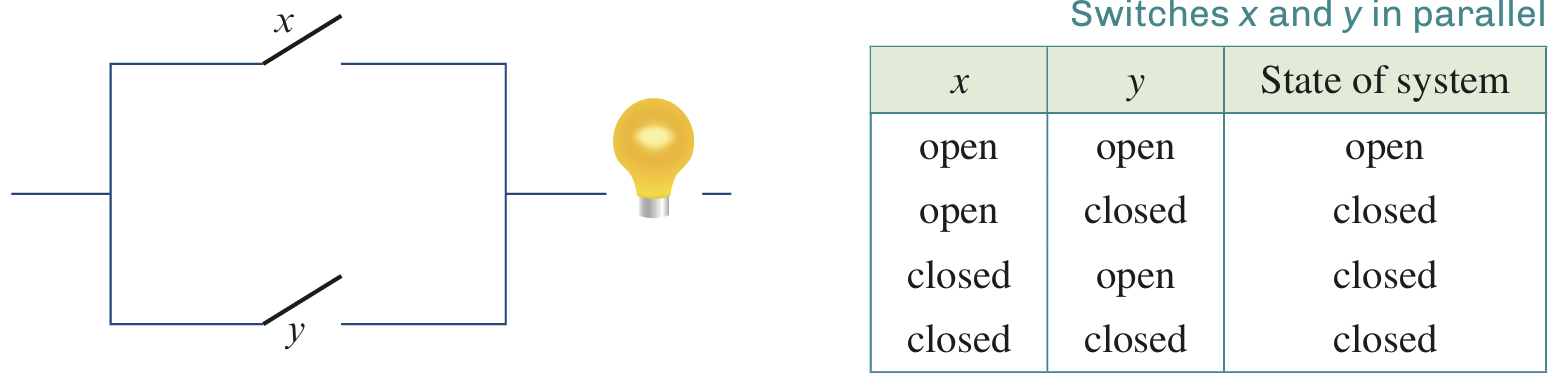 x
y
Switches x and y in parallel
x y State of system
open open open
open closed closed
closed open closed
closed closed closed